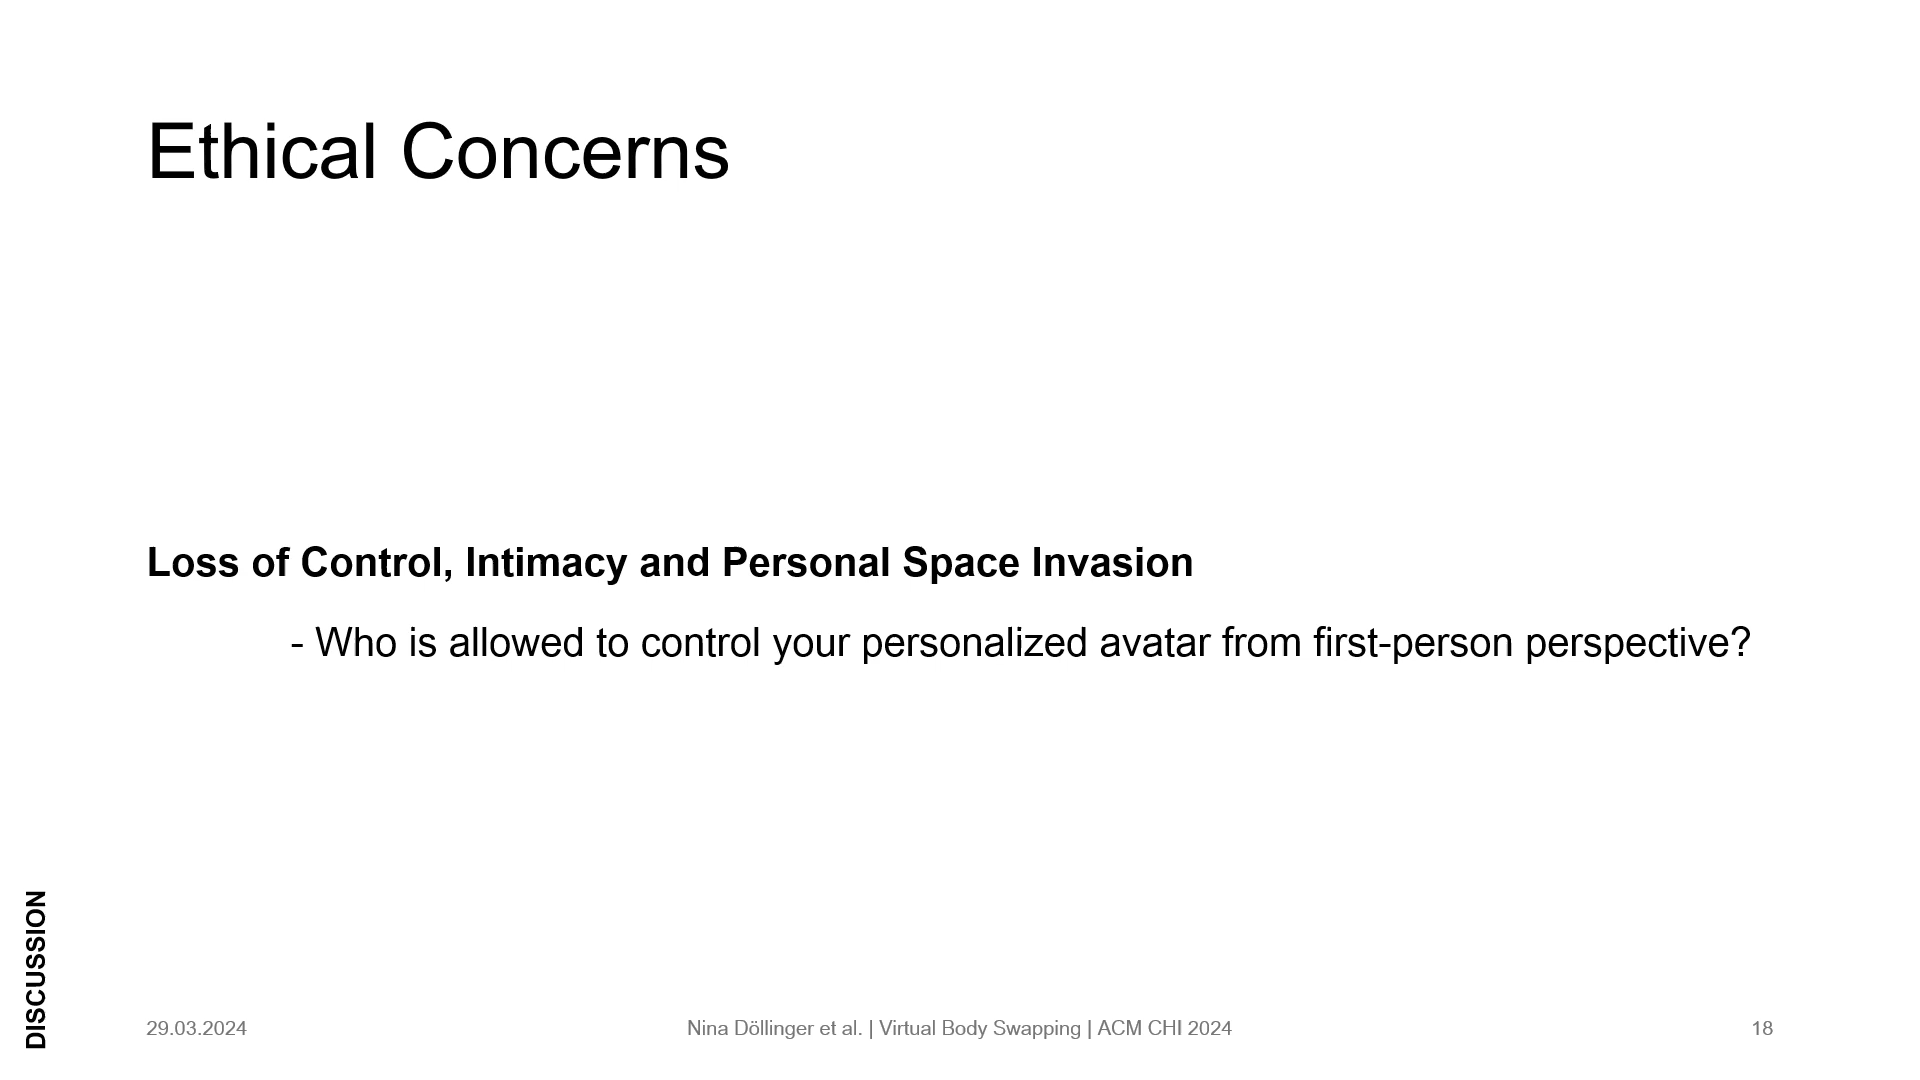 Ethical Concerns
Loss of Control, Intimacy and Personal Space Invasion
- Who is allowed to control your personalized avatar from first-person perspective?
DISCUSSION
29.03.2024
Nina Döllinger et al. | Virtual Body Swapping | ACM CHI 2024
18